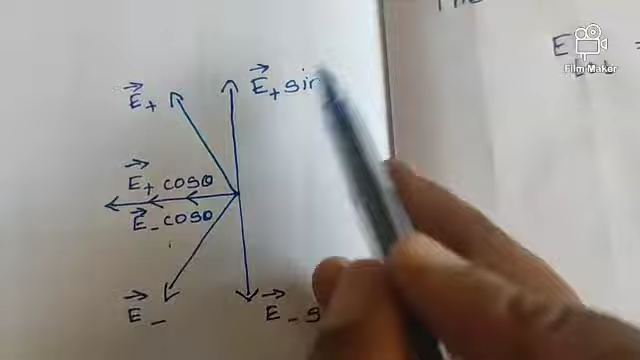 E₊
E₊ sin
E₊ cosθ
E₋ cosθ
E₋
E₋ s
E
Film Maker